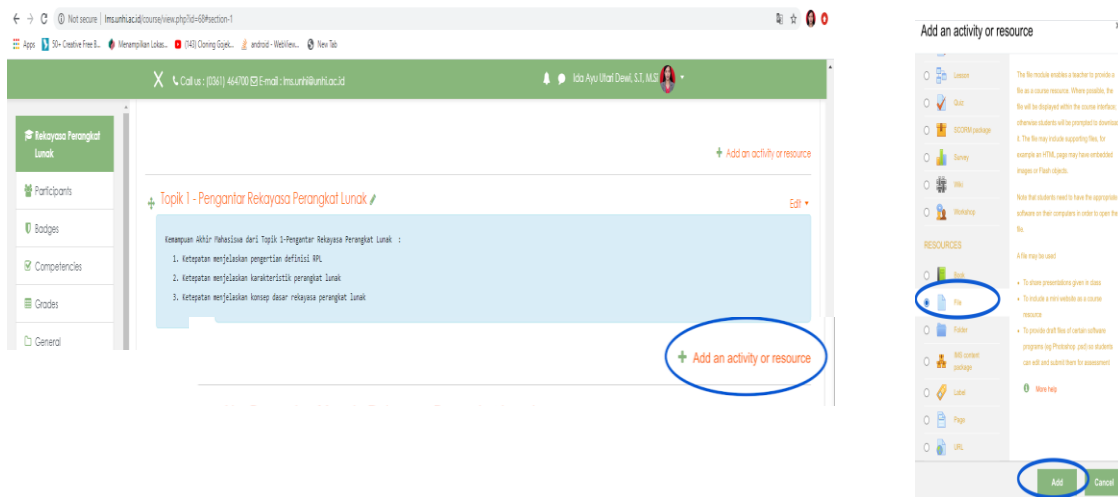 Not secure | lms.unhi.ac.id/course/view.php?id=68#section-1
Apps 50+ Creative Free B... Menampilkan Lokas... (143) Cloning Gojek... android - WebView... New Tab
Call us : (0361) 464700 E-mail : lms.unhi@unhi.ac.id
Ida Ayu Utari Dewi, S.T, M.SI
Rekayasa Perangkat
Lunak
Participants
Badges
Competencies
Grades
General
+ Add an activity or resource
Topik 1 - Pengantar Rekayasa Perangkat Lunak
Edit
Kemampuan Akhir Mahasiswa dari Topik 1-Pengantar Rekayasa Perangkat Lunak :
1. Ketepatan menjelaskan pengertian definisi RPL
2. Ketepatan menjelaskan karakteristik perangkat lunak
3. Ketepatan menjelaskan konsep dasar rekayasa perangkat lunak
+ Add an activity or resource
Add an activity or resource
Lesson
Quiz
SCORM package
Survey
Wiki
Workshop
RESOURCES
Book
File
Folder
IMS content
package
Label
Page
URL
The file module enables a teacher to provide a
file as a course resource. Where possible, the
file will be displayed within the course interface;
otherwise students will be prompted to download
it. The file may include supporting files, for
example an HTML page may have embedded
images or Flash objects.
Note that students need to have the appropriate
software on their computers in order to open the
file.
A file may be used
• To share presentations given in class
• To include a mini website as a course
resource
• To provide draft files of certain software
programs (eg Photoshop .psd) so students
can edit and submit them for assessment
More help
Add
Cancel